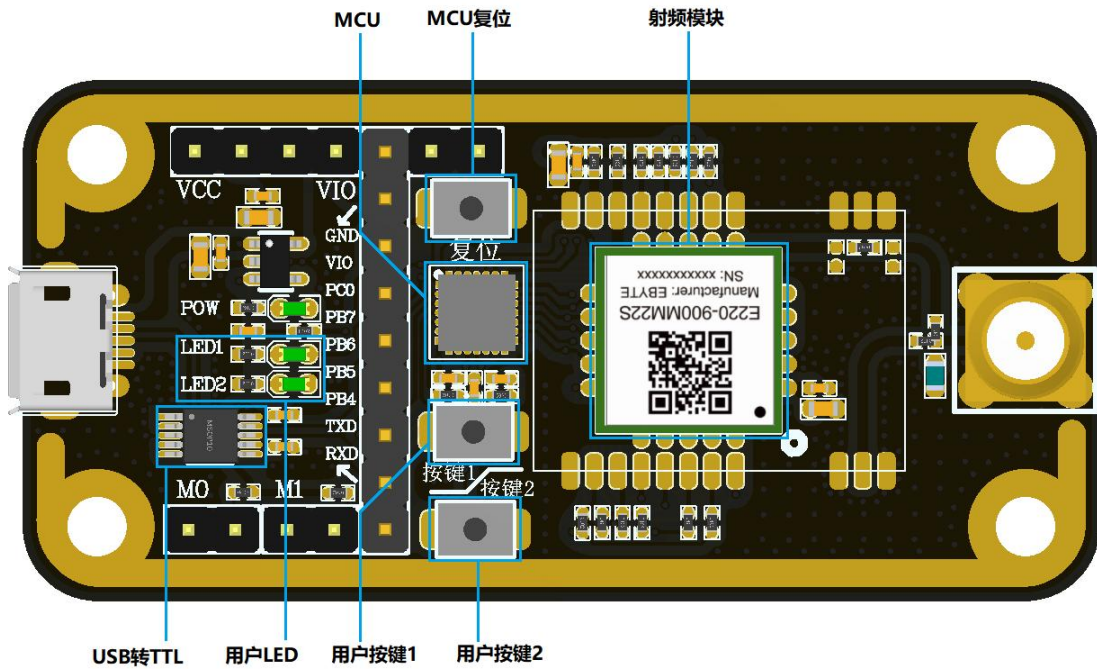 MCU
MCU复位
射频模块
VCC
VIO
GND
VIO
PC0
PB7
PB6
PB5
PB4
TXD
RXD
复位
POW
LED1
LED2
MSOP10
M0
M1
按键1
按键2
E220-900MM22S
Manufacturer: EBYTE
SN: xxxxxxxxxxxx
USB转TTL
用户LED
用户按键1
用户按键2